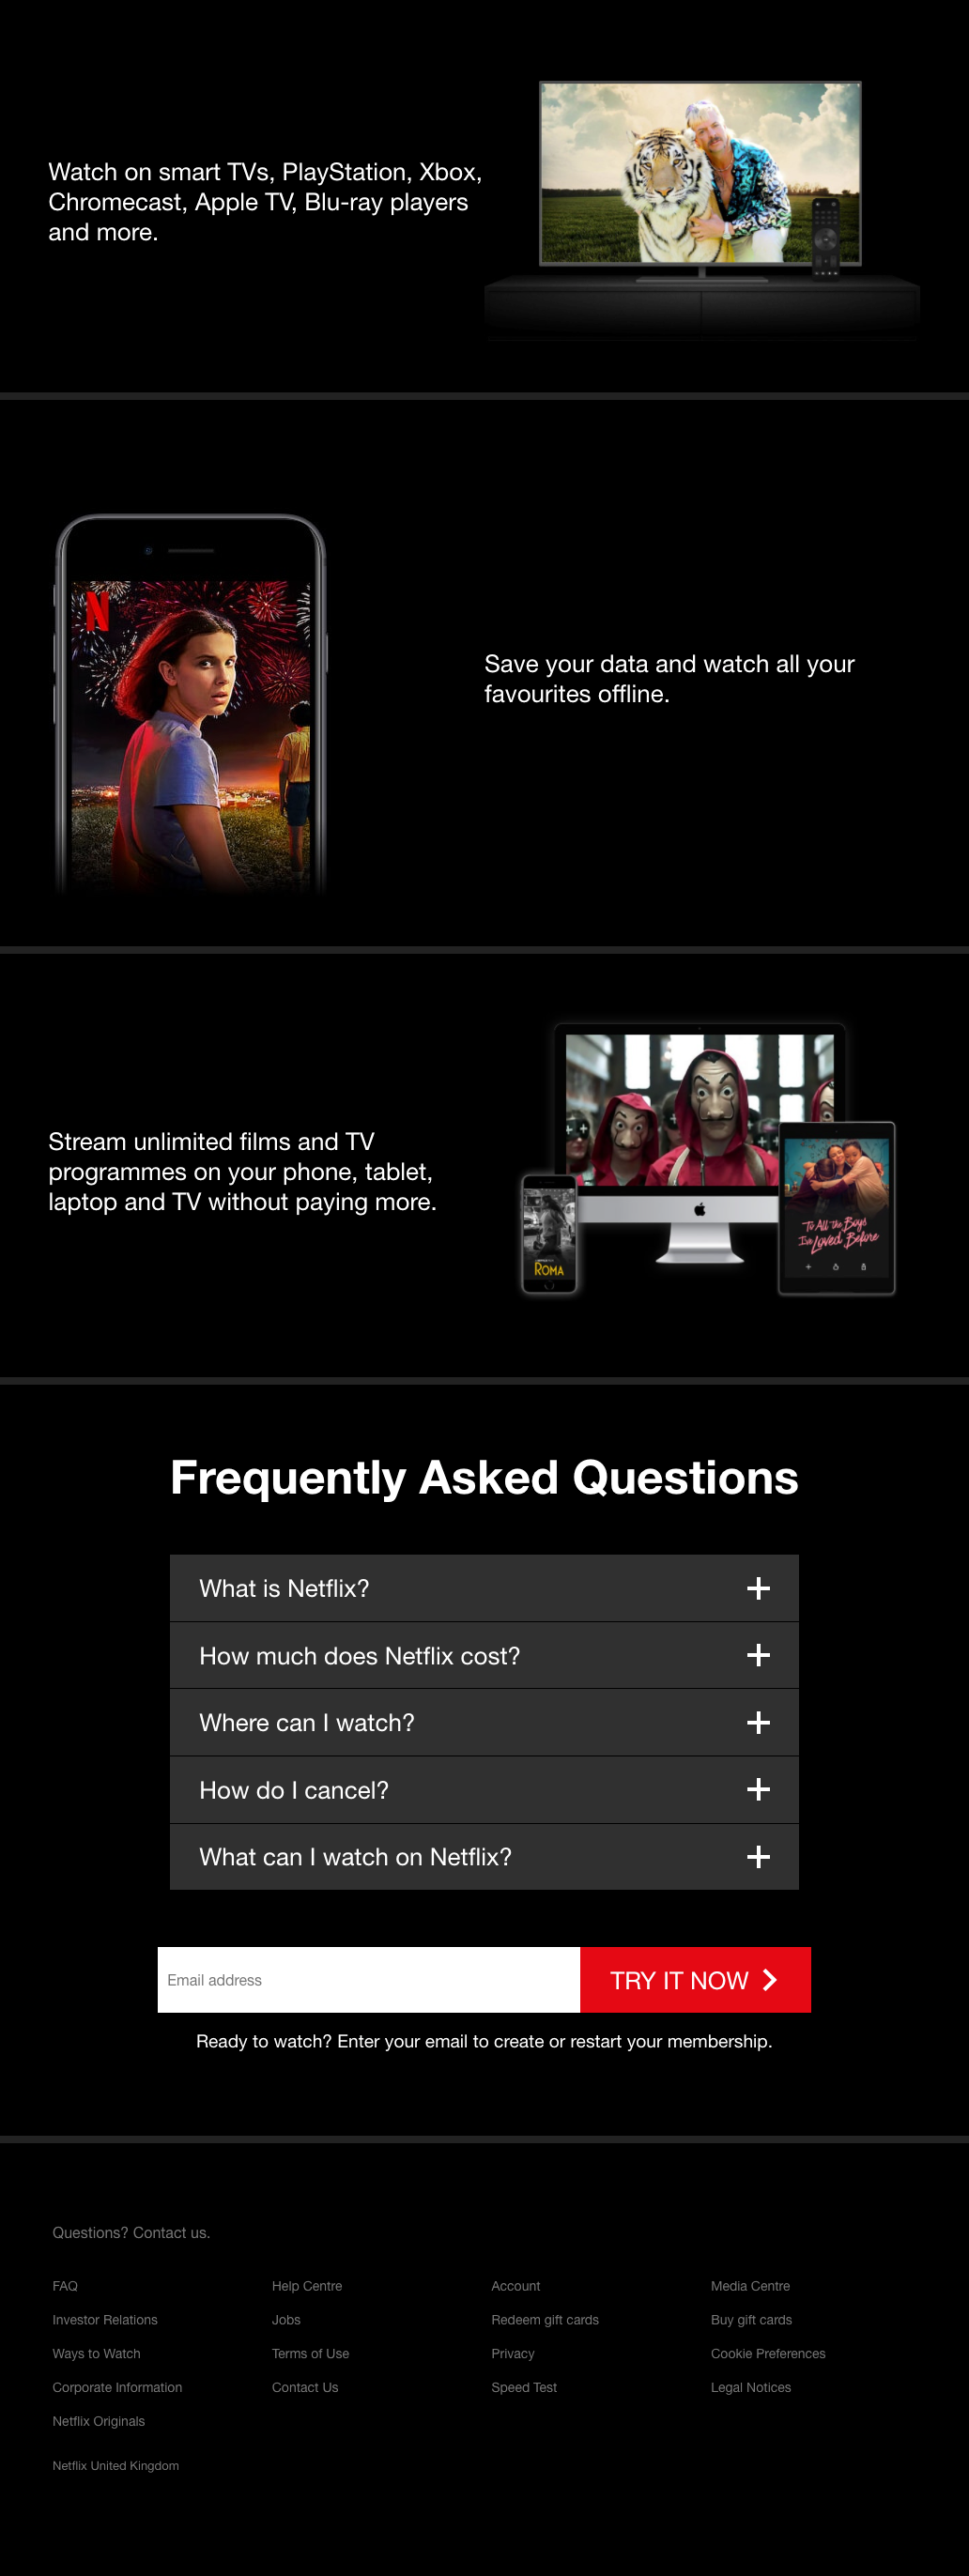 Watch on smart TVs, PlayStation, Xbox,
Chromecast, Apple TV, Blu-ray players
and more.
N
Save your data and watch all your
favourites offline.
Stream unlimited films and TV
programmes on your phone, tablet,
laptop and TV without paying more.
ROMA
To All the Boys
I've Loved Before
Frequently Asked Questions
What is Netflix?
How much does Netflix cost?
Where can I watch?
How do I cancel?
What can I watch on Netflix?
Email address
TRY IT NOW
Ready to watch? Enter your email to create or restart your membership.
Questions? Contact us.
FAQ Help Centre Account Media Centre
Investor Relations Jobs Redeem gift cards Buy gift cards
Ways to Watch Terms of Use Privacy Cookie Preferences
Corporate Information Contact Us Speed Test Legal Notices
Netflix Originals
Netflix United Kingdom